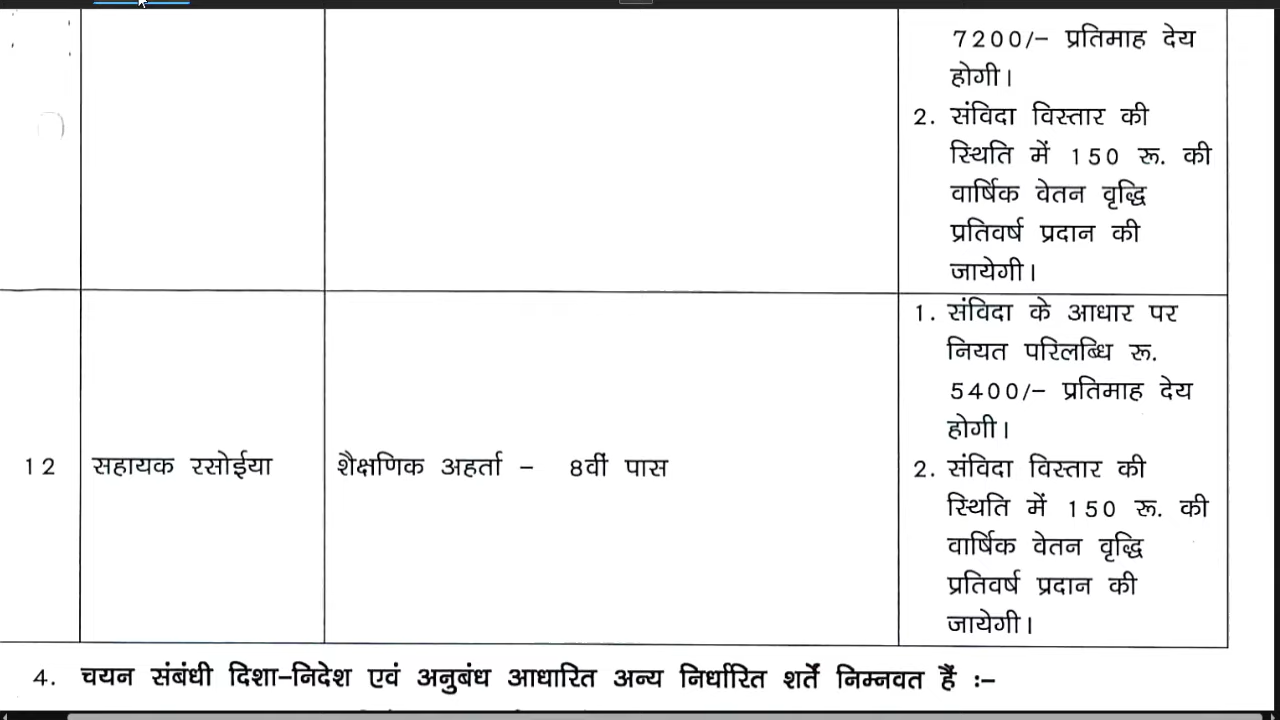 7200/- प्रतिमाह देय
होगी।
2. संविदा विस्तार की
स्थिति में 150 रू. की
वार्षिक वेतन वृद्धि
प्रतिवर्ष प्रदान की
जायेगी।
12
सहायक रसोईया
शैक्षणिक अहर्ता - 8वीं पास
1. संविदा के आधार पर
नियत परिलब्धि रू.
5400/- प्रतिमाह देय
होगी।
2. संविदा विस्तार की
स्थिति में 150 रू. की
वार्षिक वेतन वृद्धि
प्रतिवर्ष प्रदान की
जायेगी।
4. चयन संबंधी दिशा-निदेश एवं अनुबंध आधारित अन्य निर्धारित शर्तें निम्नवत हैं :-